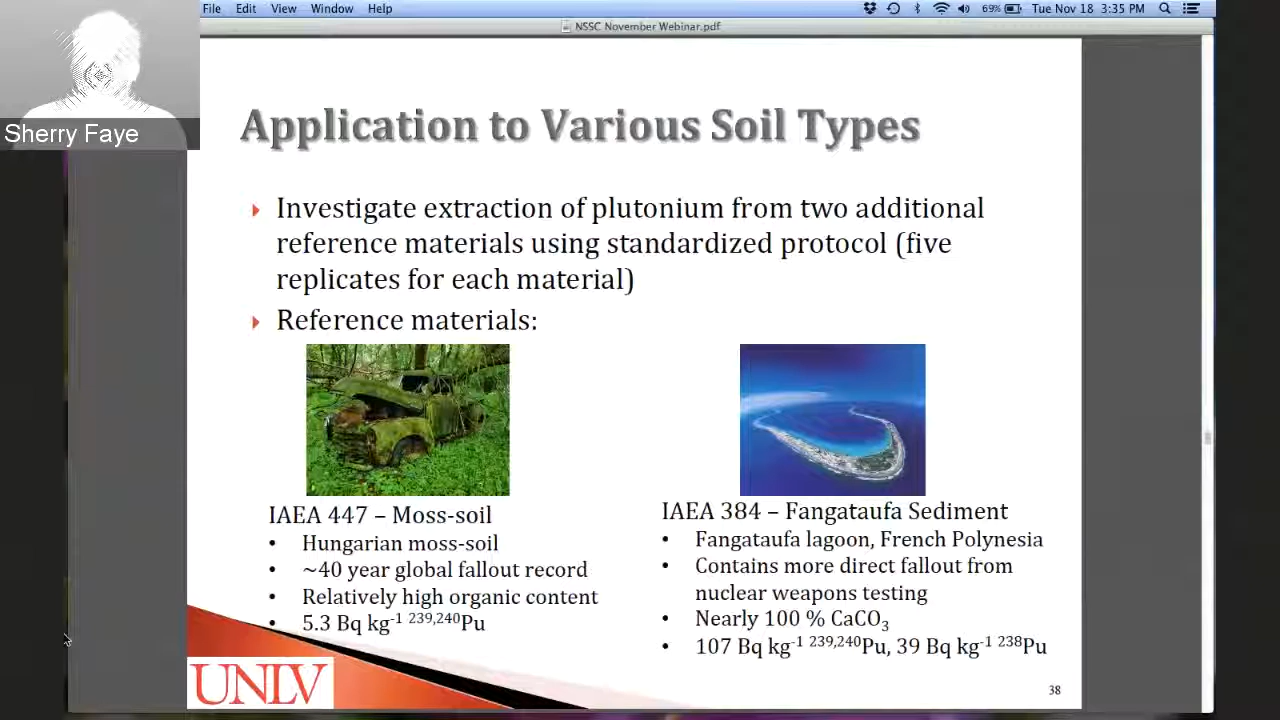 File Edit View Window Help
69% Tue Nov 18 3:35 PM
NSSC November Webinar.pdf
Sherry Faye
Application to Various Soil Types
Investigate extraction of plutonium from two additional
reference materials using standardized protocol (five
replicates for each material)
Reference materials:
IAEA 447 – Moss-soil
• Hungarian moss-soil
• ~40 year global fallout record
• Relatively high organic content
• 5.3 Bq kg⁻¹ ²³⁹,²⁴⁰Pu
IAEA 384 – Fangataufa Sediment
• Fangataufa lagoon, French Polynesia
• Contains more direct fallout from
nuclear weapons testing
• Nearly 100 % CaCO₃
• 107 Bq kg⁻¹ ²³⁹,²⁴⁰Pu, 39 Bq kg⁻¹ ²³⁸Pu
UNLV
38